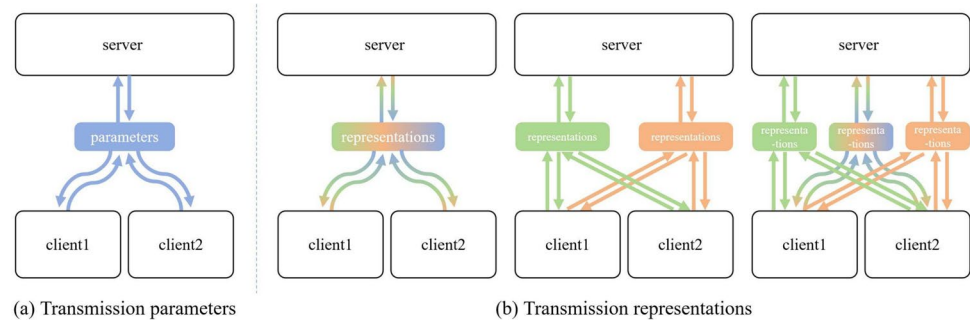 server
parameters
client1
client2
(a) Transmission parameters
server
representations
client1
client2
server
representations
representations
client1
client2
server
representa
-tions
representa
-tions
representa
-tions
client1
client2
(b) Transmission representations